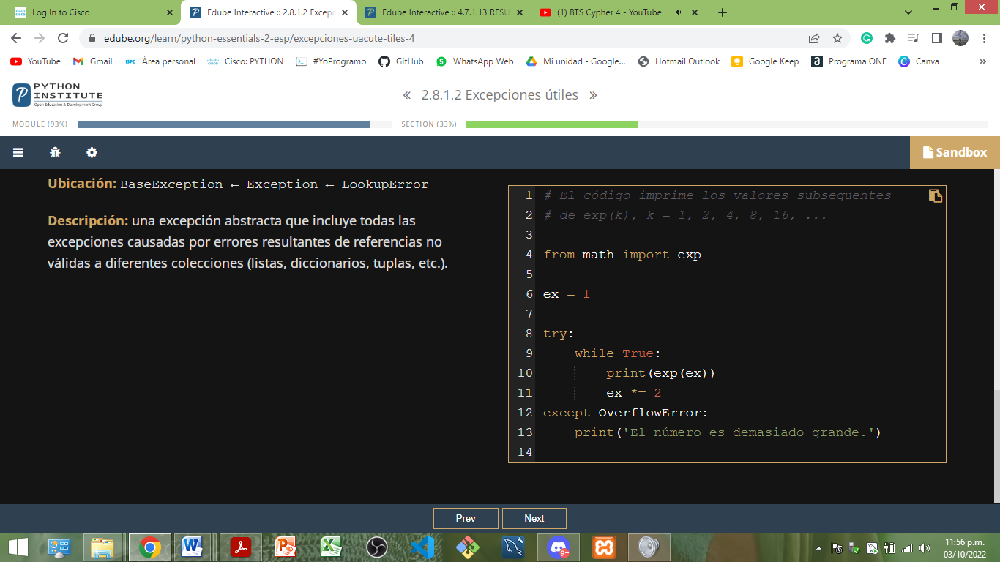 Log In to Cisco
Edube Interactive :: 2.8.1.2 Excepc
Edube Interactive :: 4.7.1.13 RESU
(1) BTS Cypher 4 - YouTube
edube.org/learn/python-essentials-2-esp/excepciones-uacute-tiles-4
YouTube
Gmail
Área personal
Cisco: PYTHON
#YoProgramo
GitHub
WhatsApp Web
Mi unidad - Google...
Hotmail Outlook
Google Keep
Programa ONE
Canva
»
PYTHON
INSTITUTE
Open Education & Development Group
« 2.8.1.2 Excepciones útiles »
MODULE (93%)
SECTION (33%)
Sandbox
Ubicación: BaseException ← Exception ← LookupError
Descripción: una excepción abstracta que incluye todas las
excepciones causadas por errores resultantes de referencias no
válidas a diferentes colecciones (listas, diccionarios, tuplas, etc.).
1 # El código imprime los valores subsequentes
2 # de exp(k), k = 1, 2, 4, 8, 16, ...
3
4 from math import exp
5
6 ex = 1
7
8 try:
9     while True:
10         print(exp(ex))
11         ex *= 2
12 except OverflowError:
13     print('El número es demasiado grande.')
14
Prev
Next
9+
11:56 p.m.
03/10/2022